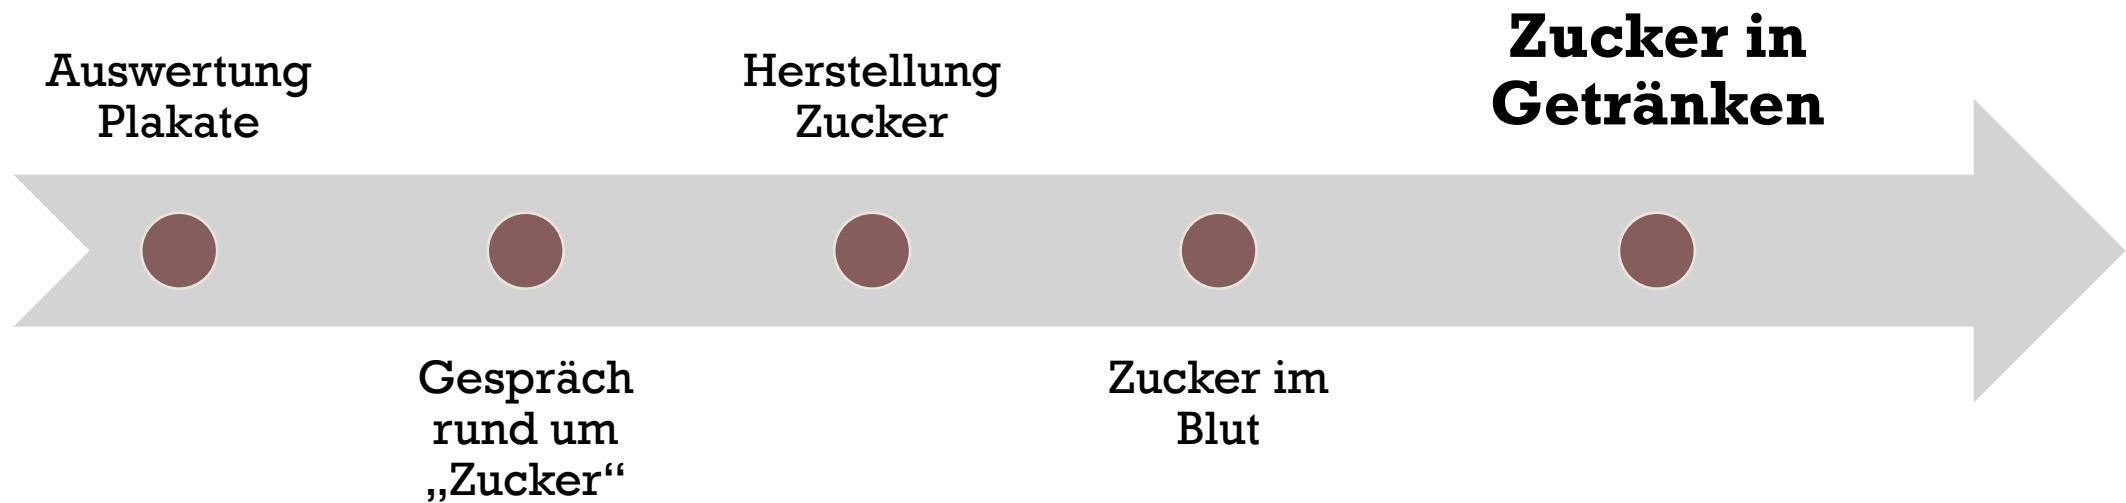 Auswertung
Plakate
Gespräch
rund um
„Zucker“
Herstellung
Zucker
Zucker im
Blut
Zucker in
Getränken